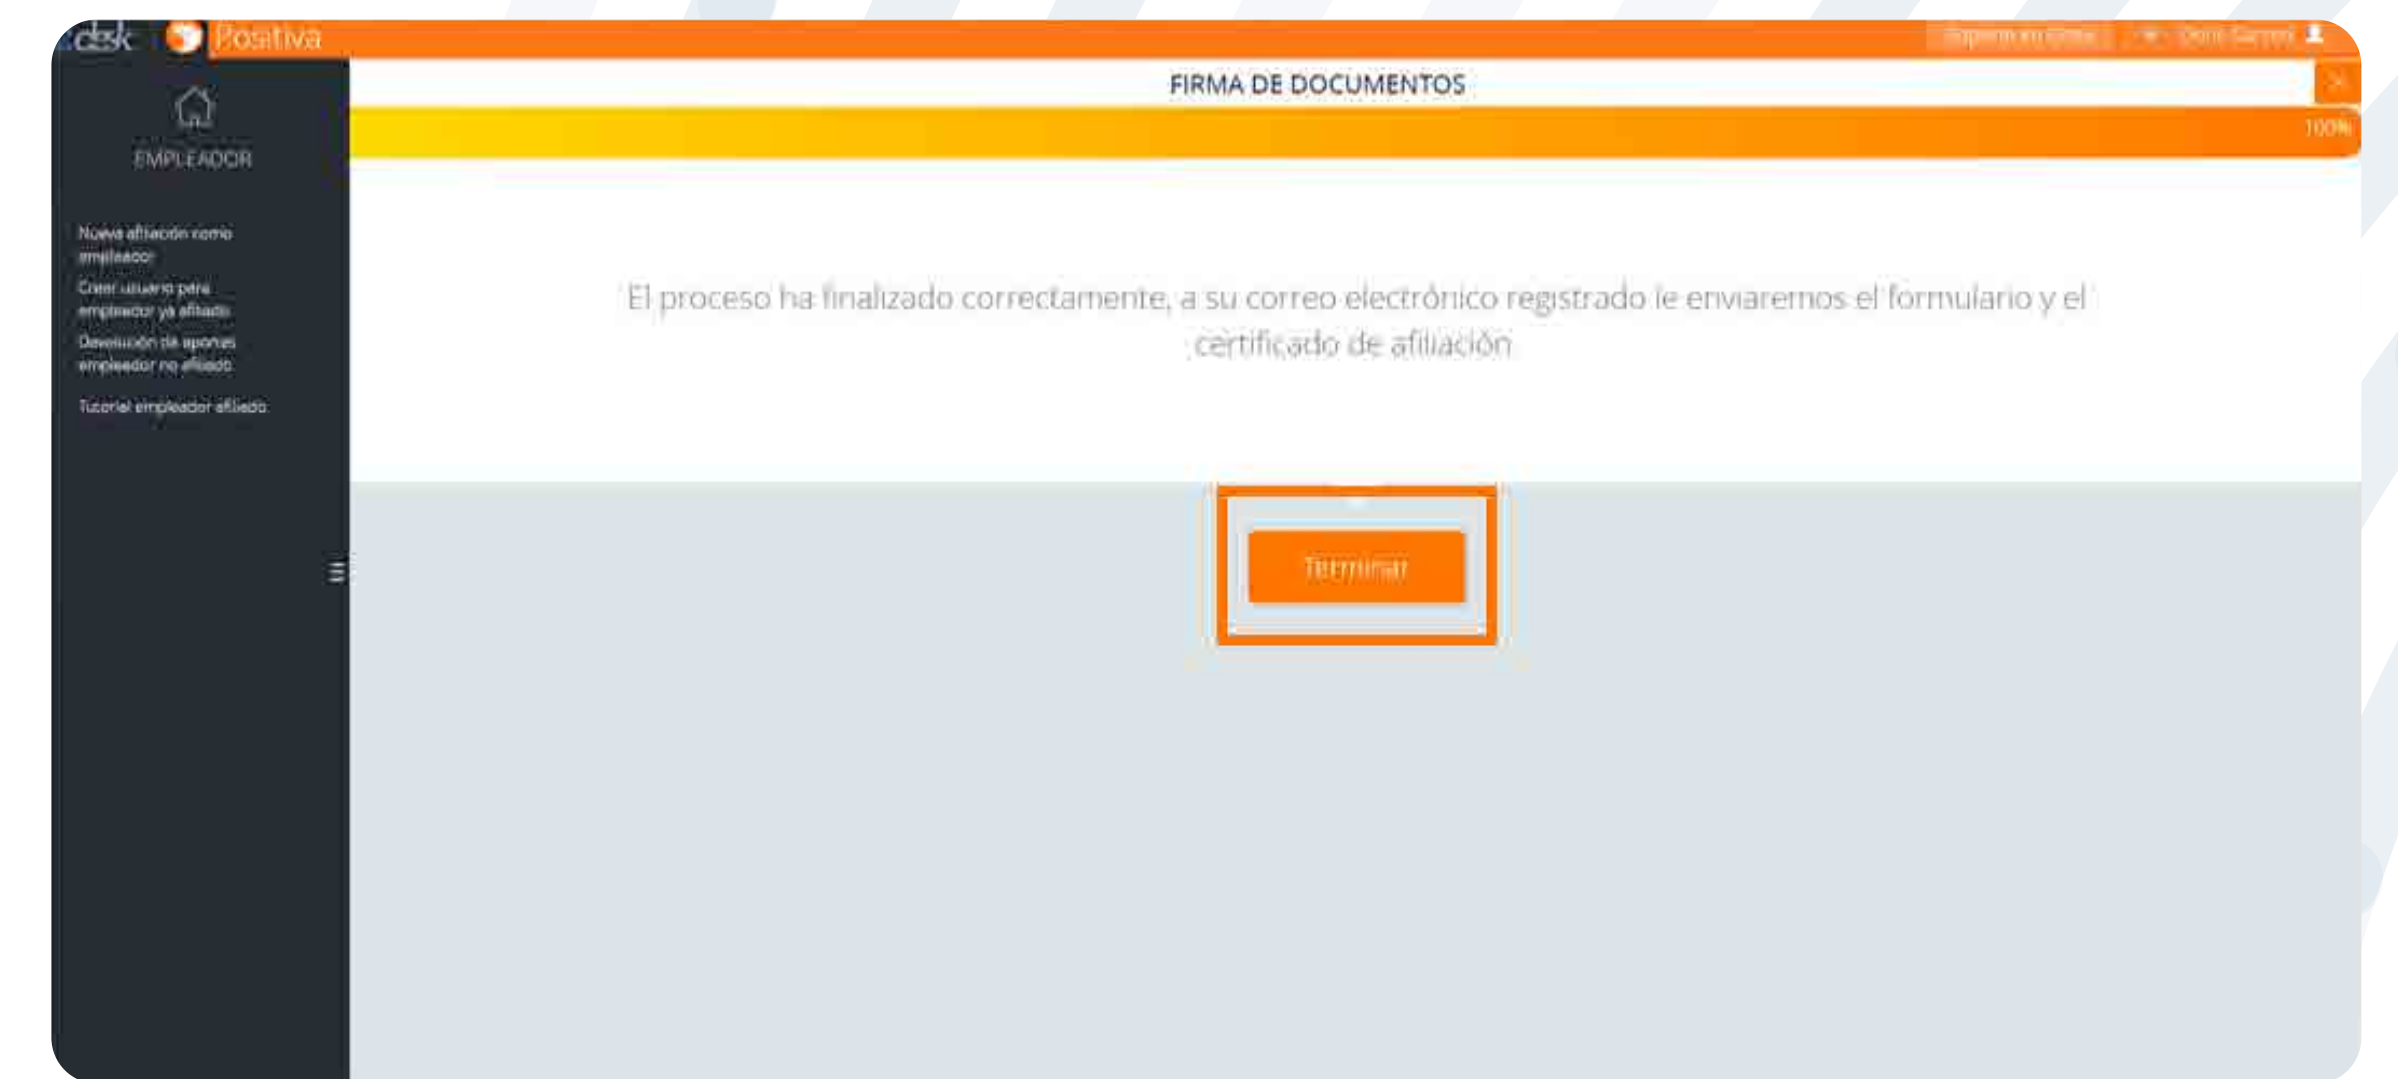 desk Positiva
FIRMA DE DOCUMENTOS
100%
EMPLEADOR
Nueva afiliación como
empleador
Crear usuario para
empleador ya afiliado
Devolución de aportes
empleador no afiliado
Tutorial empleador afiliado
El proceso ha finalizado correctamente, a su correo electrónico registrado le enviaremos el formulario y el
certificado de afiliación
Terminar